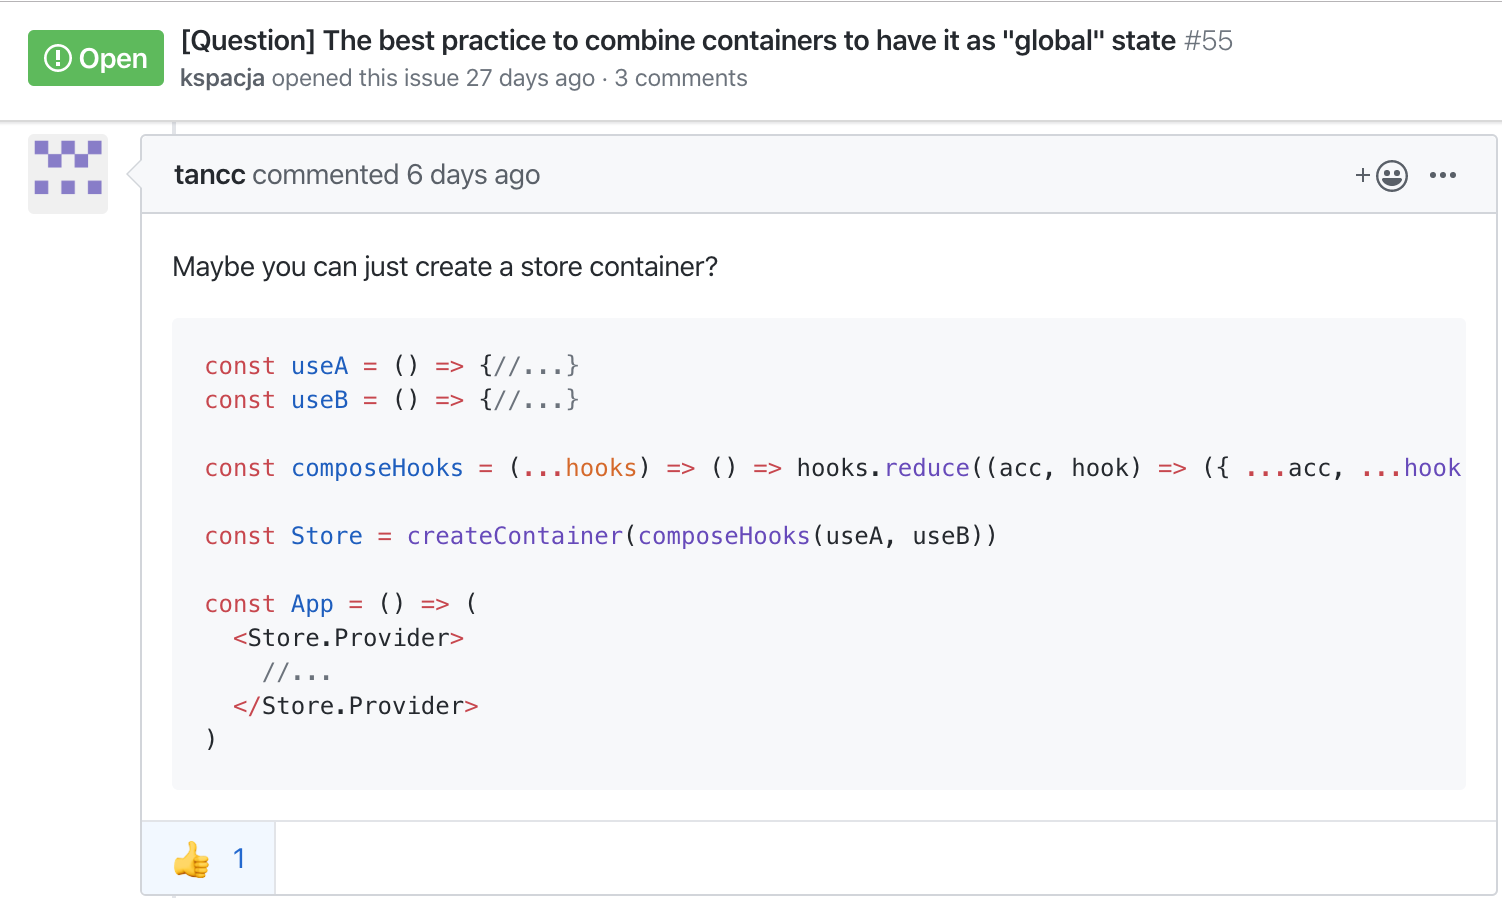 Open
[Question] The best practice to combine containers to have it as "global" state #55
kspacja opened this issue 27 days ago · 3 comments
tancc commented 6 days ago
Maybe you can just create a store container?
const useA = () => {//...}
const useB = () => {//...}
const composeHooks = (...hooks) => () => hooks.reduce((acc, hook) => ({ ...acc, ...hook
const Store = createContainer(composeHooks(useA, useB))
const App = () => (
  <Store.Provider>
    //...
  </Store.Provider>
)
👍 1